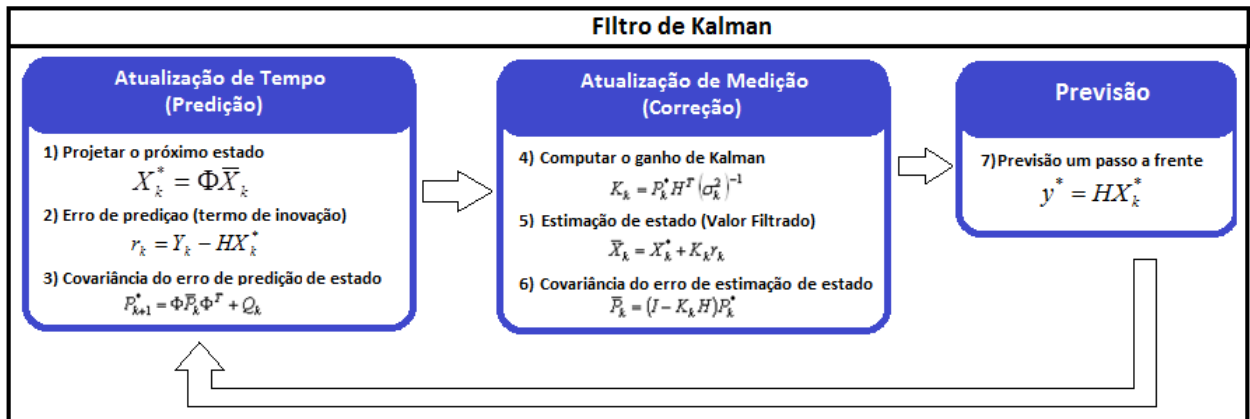 FIltro de Kalman
Atualização de Tempo
(Predição)
1) Projetar o próximo estado
X*_k = ΦX̅_k
2) Erro de prediçao (termo de inovação)
r_k = Y_k − HX*_k
3) Covariância do erro de predição de estado
P*_{k+1} = ΦP̅_kΦ^T + Q_k
Atualização de Medição
(Correção)
4) Computar o ganho de Kalman
K_k = P*_k H^T (σ²_k)^{−1}
5) Estimação de estado (Valor Filtrado)
X̅_k = X*_k + K_k r_k
6) Covariância do erro de estimação de estado
P̅_k = (I − K_k H)P*_k
Previsão
7)Previsão um passo a frente
y* = HX*_k